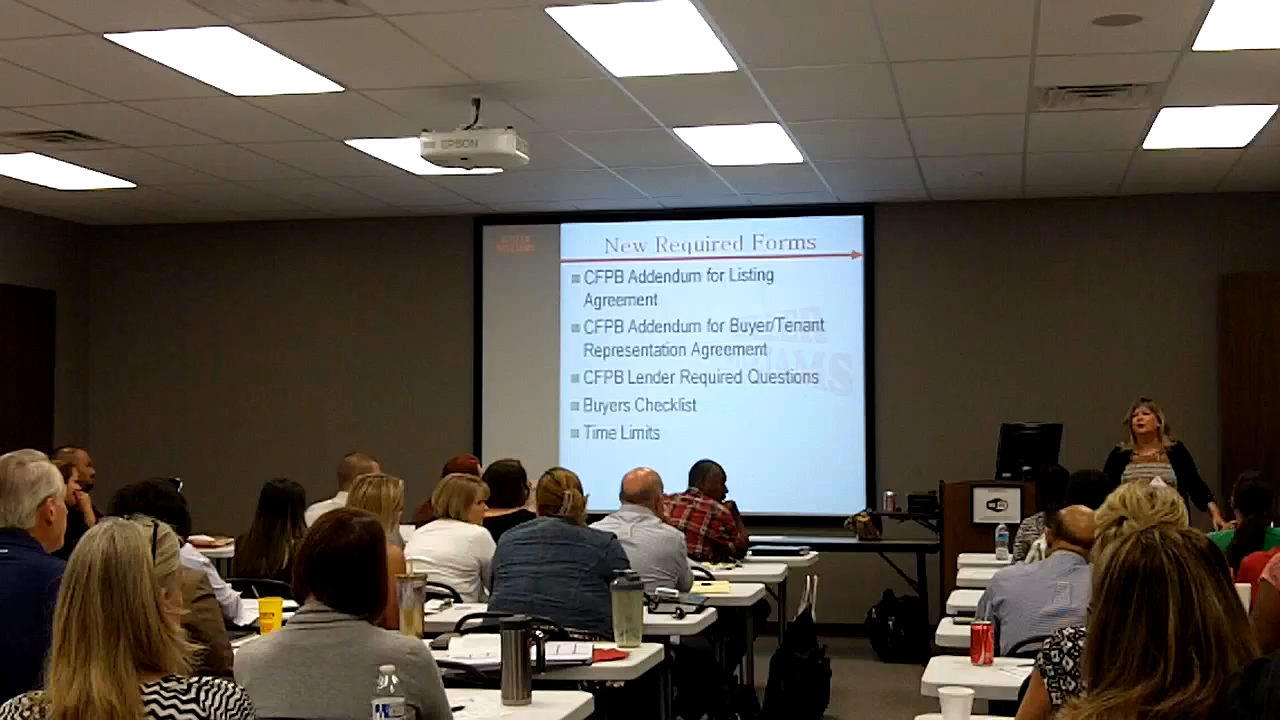 EPSON
New Required Forms
CFPB Addendum for Listing
Agreement
CFPB Addendum for Buyer/Tenant
Representation Agreement
CFPB Lender Required Questions
Buyers Checklist
Time Limits